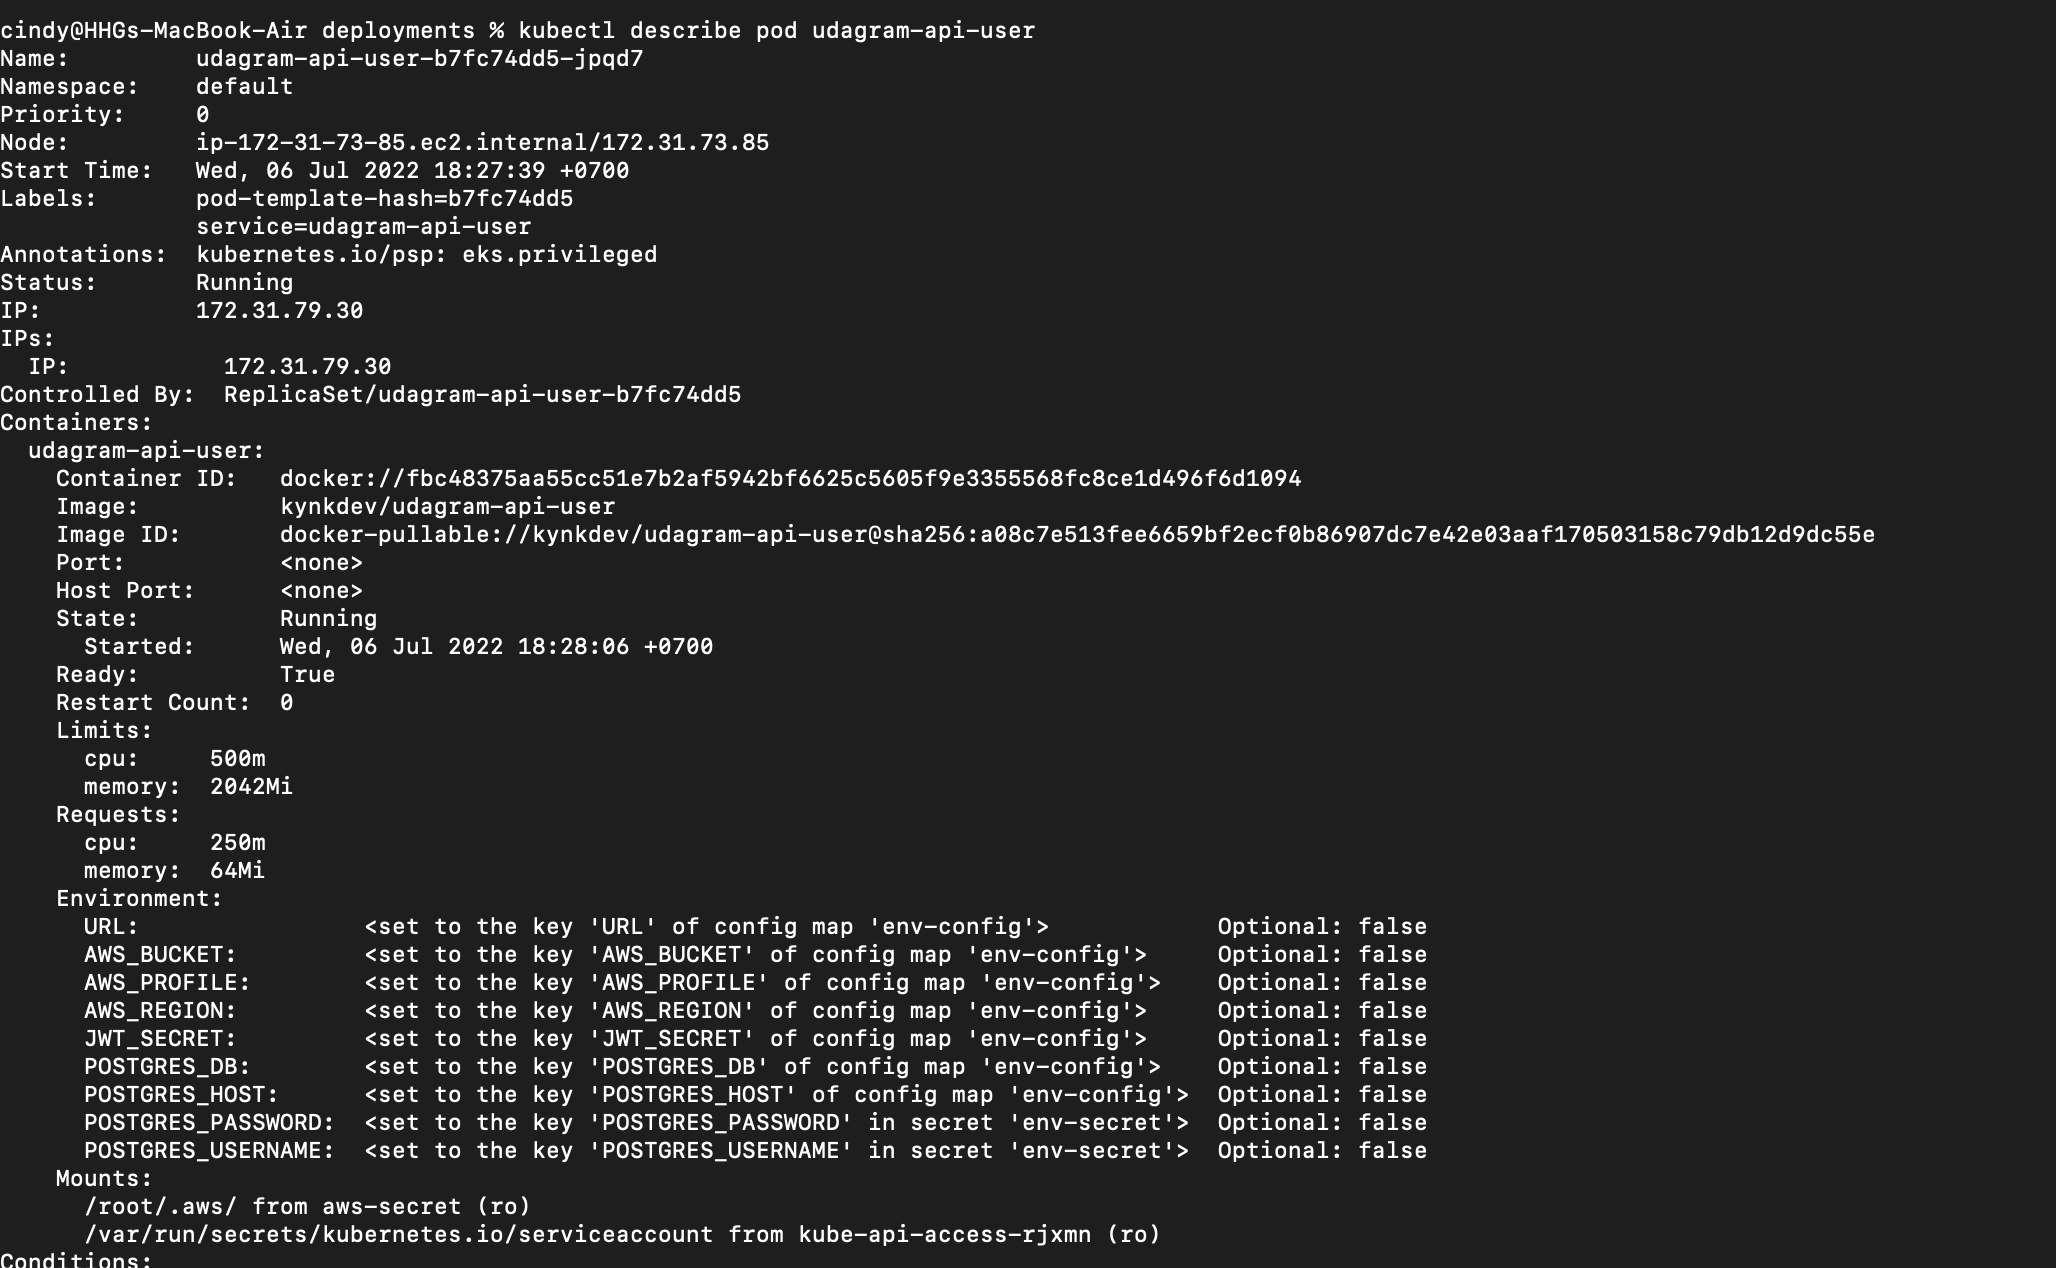 cindy@HHGs-MacBook-Air deployments % kubectl describe pod udagram-api-user
Name:         udagram-api-user-b7fc74dd5-jpqd7
Namespace:    default
Priority:     0
Node:         ip-172-31-73-85.ec2.internal/172.31.73.85
Start Time:   Wed, 06 Jul 2022 18:27:39 +0700
Labels:       pod-template-hash=b7fc74dd5
              service=udagram-api-user
Annotations:  kubernetes.io/psp: eks.privileged
Status:       Running
IP:           172.31.79.30
IPs:
  IP:           172.31.79.30
Controlled By:  ReplicaSet/udagram-api-user-b7fc74dd5
Containers:
  udagram-api-user:
    Container ID:   docker://fbc48375aa55cc51e7b2af5942bf6625c5605f9e3355568fc8ce1d496f6d1094
    Image:          kynkdev/udagram-api-user
    Image ID:       docker-pullable://kynkdev/udagram-api-user@sha256:a08c7e513fee6659bf2ecf0b86907dc7e42e03aaf170503158c79db12d9dc55e
    Port:           <none>
    Host Port:      <none>
    State:          Running
      Started:      Wed, 06 Jul 2022 18:28:06 +0700
    Ready:          True
    Restart Count:  0
    Limits:
      cpu:     500m
      memory:  2042Mi
    Requests:
      cpu:     250m
      memory:  64Mi
    Environment:
      URL:                <set to the key 'URL' of config map 'env-config'>            Optional: false
      AWS_BUCKET:         <set to the key 'AWS_BUCKET' of config map 'env-config'>     Optional: false
      AWS_PROFILE:        <set to the key 'AWS_PROFILE' of config map 'env-config'>    Optional: false
      AWS_REGION:         <set to the key 'AWS_REGION' of config map 'env-config'>     Optional: false
      JWT_SECRET:         <set to the key 'JWT_SECRET' of config map 'env-config'>     Optional: false
      POSTGRES_DB:        <set to the key 'POSTGRES_DB' of config map 'env-config'>    Optional: false
      POSTGRES_HOST:      <set to the key 'POSTGRES_HOST' of config map 'env-config'>  Optional: false
      POSTGRES_PASSWORD:  <set to the key 'POSTGRES_PASSWORD' in secret 'env-secret'>  Optional: false
      POSTGRES_USERNAME:  <set to the key 'POSTGRES_USERNAME' in secret 'env-secret'>  Optional: false
    Mounts:
      /root/.aws/ from aws-secret (ro)
      /var/run/secrets/kubernetes.io/serviceaccount from kube-api-access-rjxmn (ro)
Conditions: